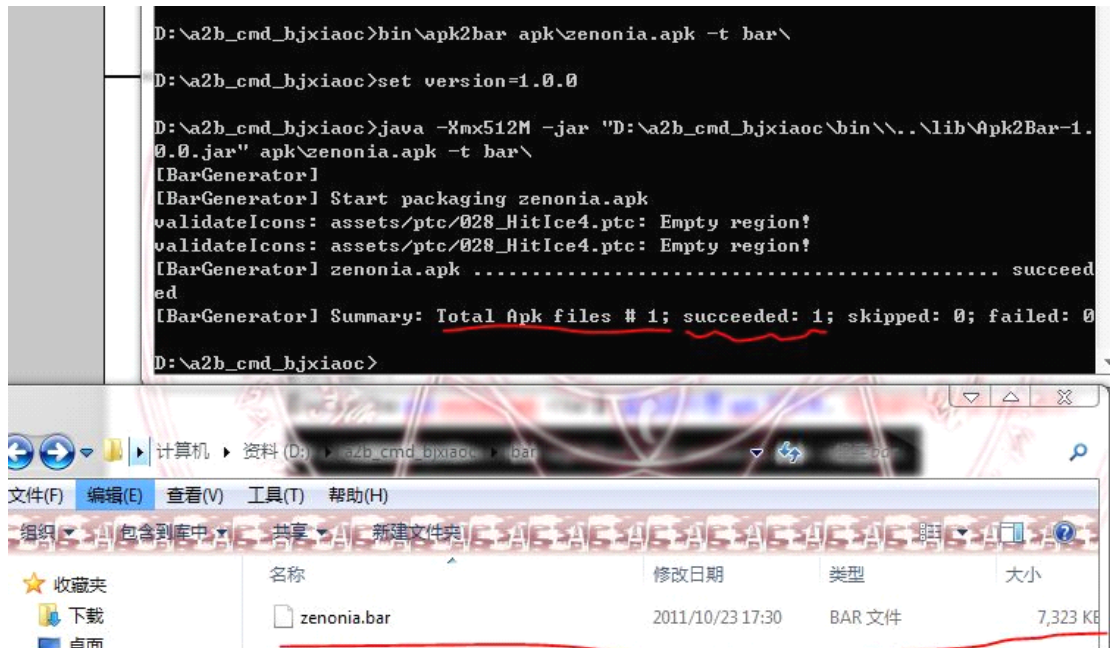 D:\a2b_cmd_bjxiaoc>bin\apk2bar apk\zenonia.apk -t bar\
D:\a2b_cmd_bjxiaoc>set version=1.0.0
D:\a2b_cmd_bjxiaoc>java -Xmx512M -jar "D:\a2b_cmd_bjxiaoc\bin\\..\lib\Apk2Bar-1.
0.0.jar" apk\zenonia.apk -t bar\
[BarGenerator]
[BarGenerator] Start packaging zenonia.apk
validateIcons: assets/ptc/028_HitIce4.ptc: Empty region!
validateIcons: assets/ptc/028_HitIce4.ptc: Empty region!
[BarGenerator] zenonia.apk ......................................... succeed
ed
[BarGenerator] Summary: Total Apk files # 1; succeeded: 1; skipped: 0; failed: 0
D:\a2b_cmd_bjxiaoc>
计算机 资料 (D:) a2b_cmd_bjxiaoc bar
文件(F) 编辑(E) 查看(V) 工具(T) 帮助(H)
组织 包含到库中 共享 新建文件夹
收藏夹 名称 修改日期 类型 大小
下载 zenonia.bar 2011/10/23 17:30 BAR 文件 7,323 KB
桌面